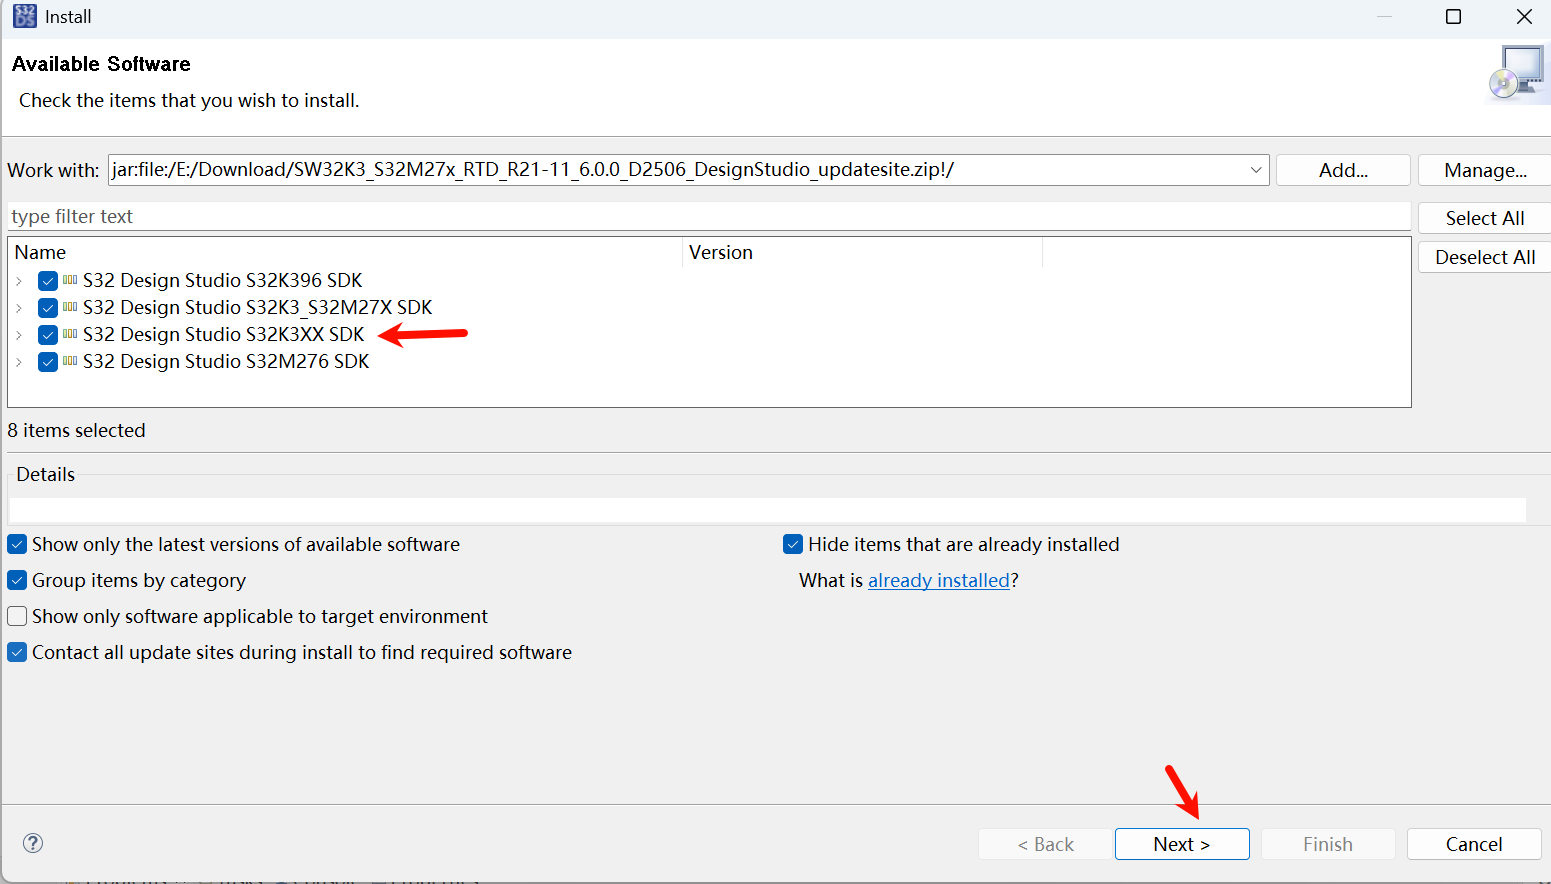 S32 DS Install
Available Software
Check the items that you wish to install.
Work with: jar:file:/E:/Download/SW32K3_S32M27x_RTD_R21-11_6.0.0_D2506_DesignStudio_updatesite.zip!/ Add... Manage...
type filter text Select All
Name Version Deselect All
S32 Design Studio S32K396 SDK
S32 Design Studio S32K3_S32M27X SDK
S32 Design Studio S32K3XX SDK
S32 Design Studio S32M276 SDK
8 items selected
Details
Show only the latest versions of available software Hide items that are already installed
Group items by category What is already installed?
Show only software applicable to target environment
Contact all update sites during install to find required software
? < Back Next > Finish Cancel